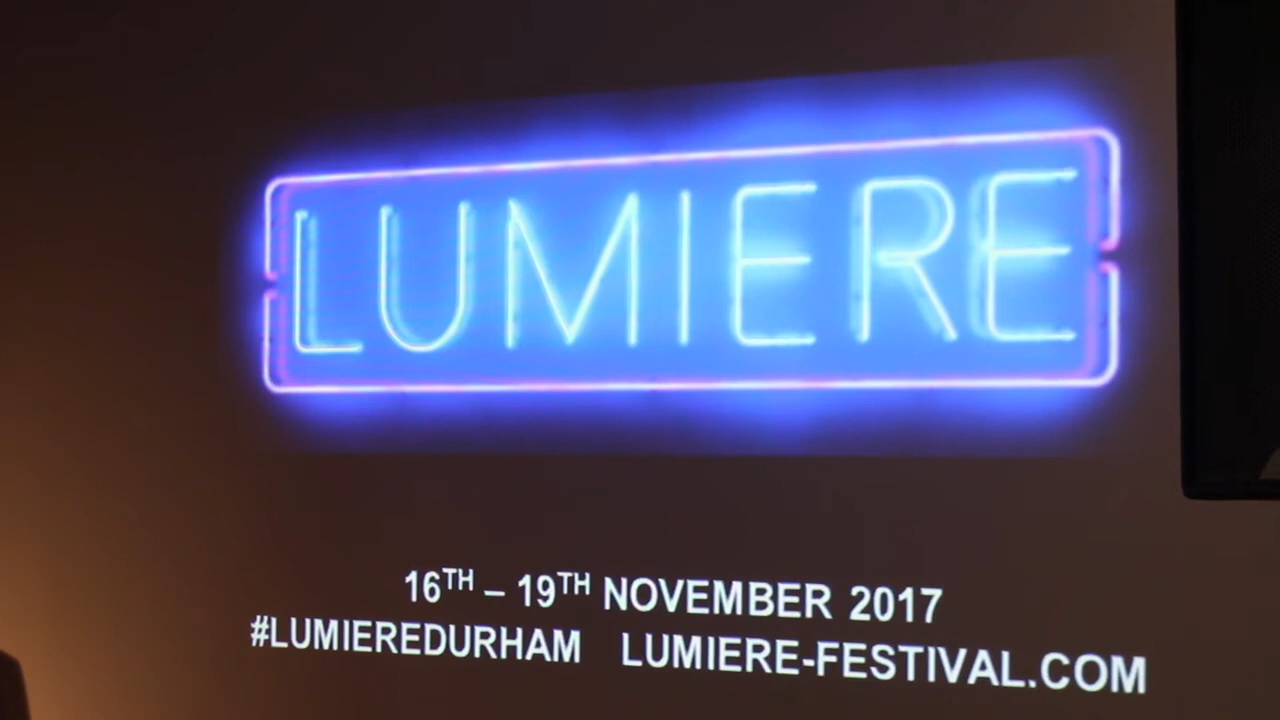 LUMIERE
16TH – 19TH NOVEMBER 2017
#LUMIEREDURHAM LUMIERE-FESTIVAL.COM